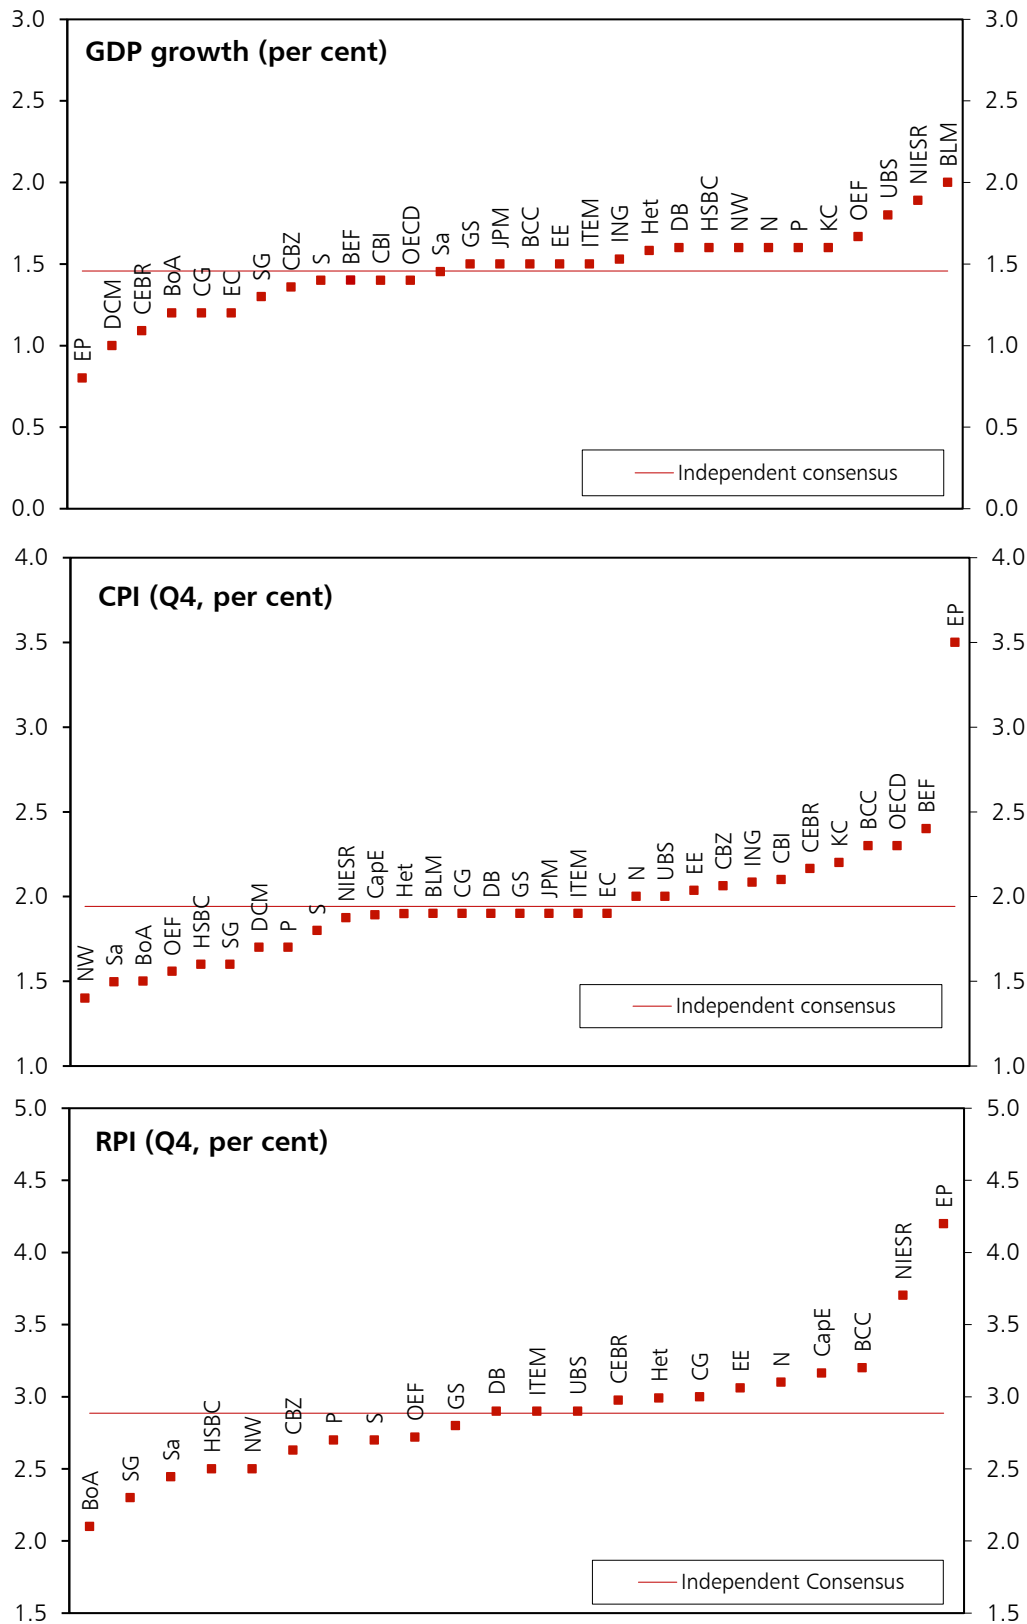 GDP growth (per cent)
3.0
2.5
2.0
1.5
1.0
0.5
0.0
EP
DCM
CEBR
BoA
CG
EC
SG
CBZ
S
BEF
CBI
OECD
Sa
GS
JPM
BCC
EE
ITEM
ING
Het
DB
HSBC
NW
N
P
KC
OEF
UBS
NIESR
BLM
3.0
2.5
2.0
1.5
1.0
0.5
0.0
Independent consensus
CPI (Q4, per cent)
4.0
3.5
3.0
2.5
2.0
1.5
1.0
NW
Sa
BoA
OEF
HSBC
SG
DCM
P
S
NIESR
CapE
Het
BLM
CG
DB
GS
JPM
ITEM
EC
N
UBS
EE
CBZ
ING
CBI
CEBR
KC
BCC
OECD
BEF
EP
4.0
3.5
3.0
2.5
2.0
1.5
1.0
Independent consensus
RPI (Q4, per cent)
5.0
4.5
4.0
3.5
3.0
2.5
2.0
1.5
BoA
SG
Sa
HSBC
NW
CBZ
P
S
OEF
GS
DB
ITEM
UBS
CEBR
Het
CG
EE
N
CapE
BCC
NIESR
EP
5.0
4.5
4.0
3.5
3.0
2.5
2.0
1.5
Independent Consensus